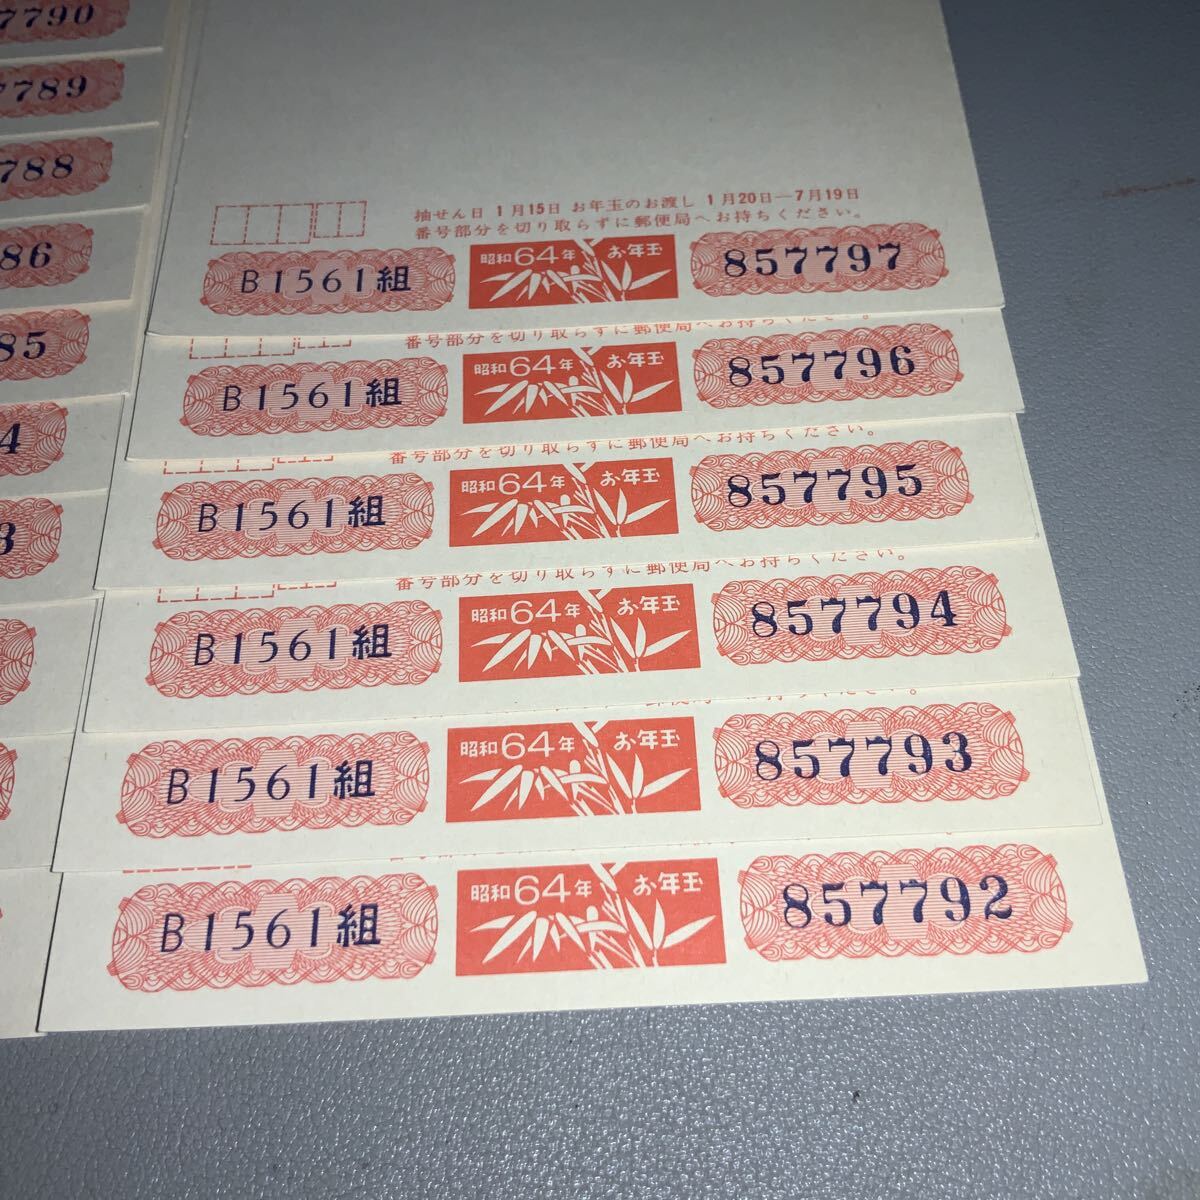 7790
7789
7788
86
85
4
3
抽せん日 1月15日 お年玉のお渡し 1月20日―7月19日
番号部分を切り取らずに郵便局へお持ちください。
B1561組 昭和64年 お年玉 857797
番号部分を切り取らずに郵便局へお持ちください。
B1561組 昭和64年 お年玉 857796
番号部分を切り取らずに郵便局へお持ちください。
B1561組 昭和64年 お年玉 857795
番号部分を切り取らずに郵便局へお持ちください。
B1561組 昭和64年 お年玉 857794
B1561組 昭和64年 お年玉 857793
B1561組 昭和64年 お年玉 857792